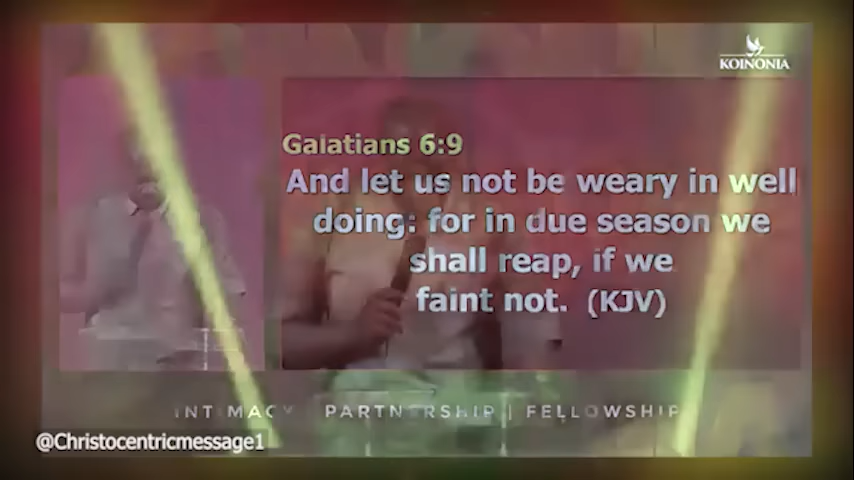 KOINONIA
Galatians 6:9
And let us not be weary in well
doing: for in due season we
shall reap, if we
faint not. (KJV)
INTIMACY | PARTNERSHIP | FELLOWSHIP
@Christocentricmessage1